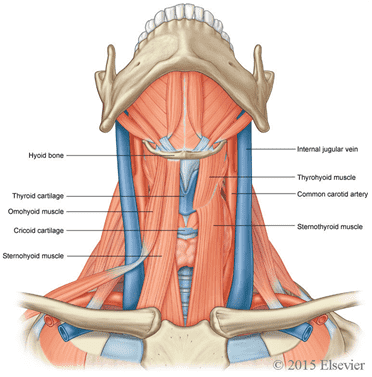 Hyoid bone
Thyroid cartilage
Omohyoid muscle
Cricoid cartilage
Sternohyoid muscle
Internal jugular vein
Thyrohyoid muscle
Common carotid artery
Sternothyroid muscle
© 2015 Elsevier